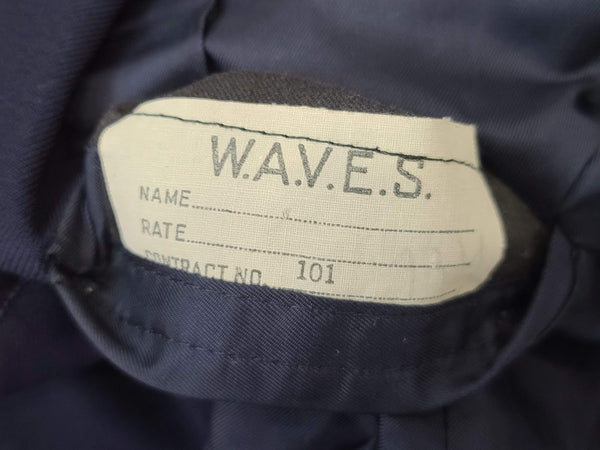 W.A.V.E.S.
NAME
RATE
CONTRACT NO. 101